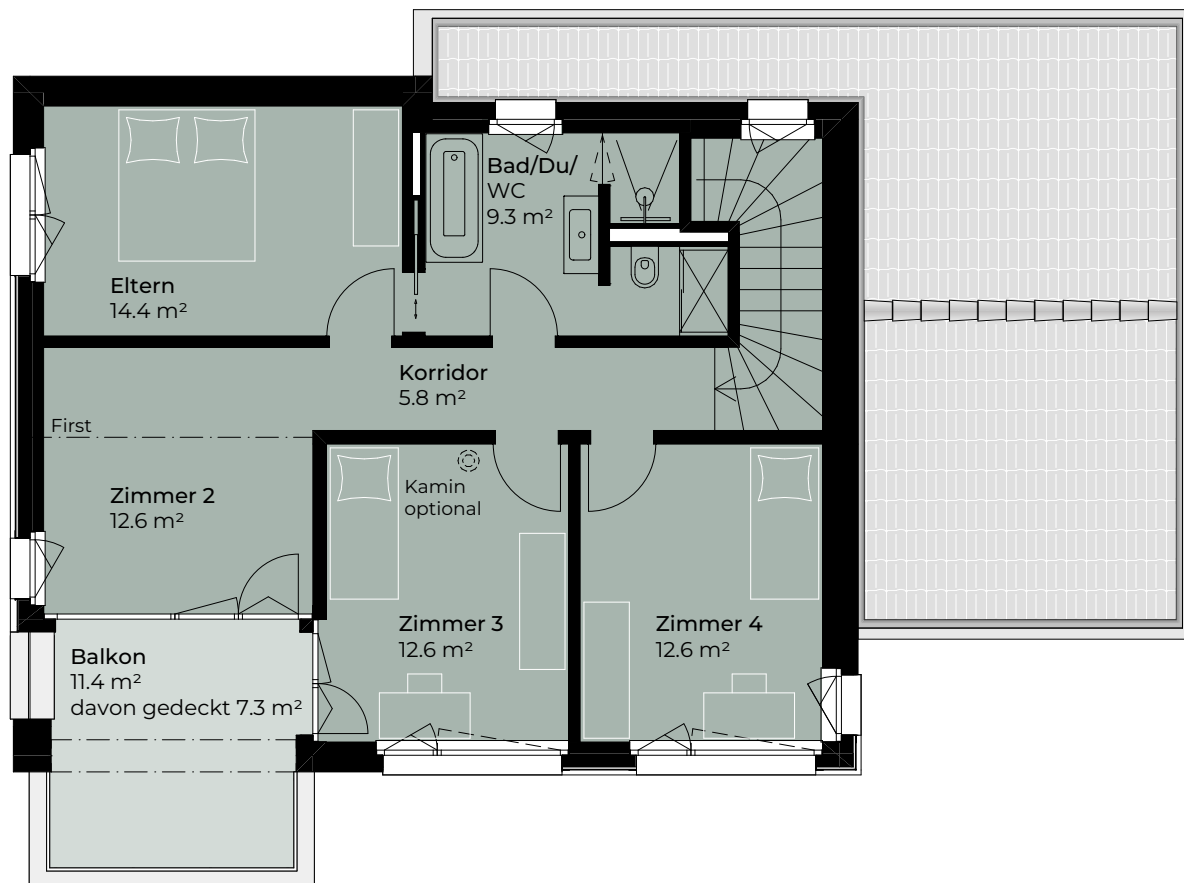 Bad/Du/
WC
9.3 m²
Eltern
14.4 m²
Korridor
5.8 m²
First
Zimmer 2
12.6 m²
Kamin
optional
Zimmer 3
12.6 m²
Zimmer 4
12.6 m²
Balkon
11.4 m²
davon gedeckt 7.3 m²